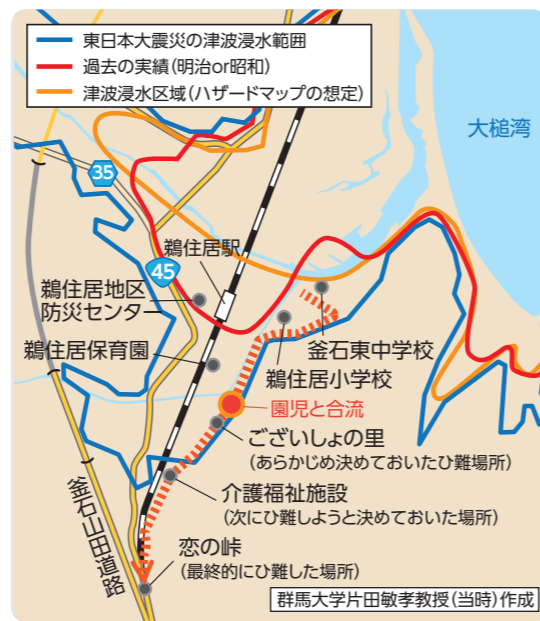 東日本大震災の津波浸水範囲
過去の実績(明治or昭和)
津波浸水区域(ハザードマップの想定)
大槌湾
35
45
鵜住居駅
鵜住居地区
防災センター
釜石東中学校
鵜住居保育園
鵜住居小学校
園児と合流
ございしょの里
(あらかじめ決めておいたひ難場所)
介護福祉施設
(次にひ難しようと決めておいた場所)
釜石山田道路
恋の峠
(最終的にひ難した場所)
群馬大学片田敏孝教授(当時)作成